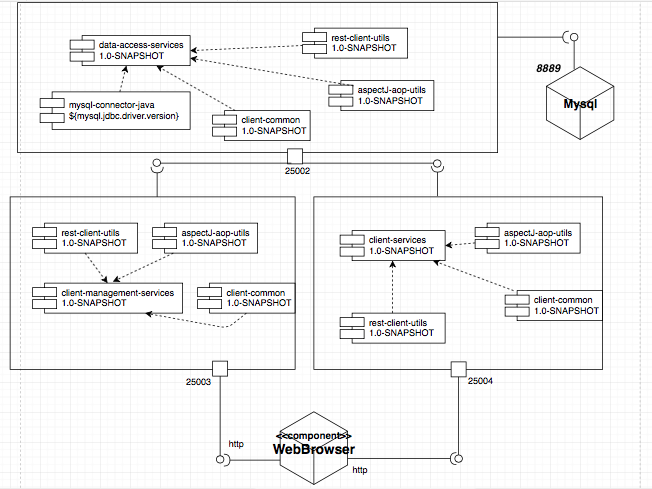 rest-client-utils
1.0-SNAPSHOT
data-access-services
1.0-SNAPSHOT
8889
Mysql
aspectJ-aop-utils
1.0-SNAPSHOT
mysql-connector-java
${mysql.jdbc.driver.version}
client-common
1.0-SNAPSHOT
25002
rest-client-utils
1.0-SNAPSHOT
aspectJ-aop-utils
1.0-SNAPSHOT
client-management-services
1.0-SNAPSHOT
client-common
1.0-SNAPSHOT
25003
client-services
1.0-SNAPSHOT
aspectJ-aop-utils
1.0-SNAPSHOT
client-common
1.0-SNAPSHOT
rest-client-utils
1.0-SNAPSHOT
25004
http
<<component>>
WebBrowser
http